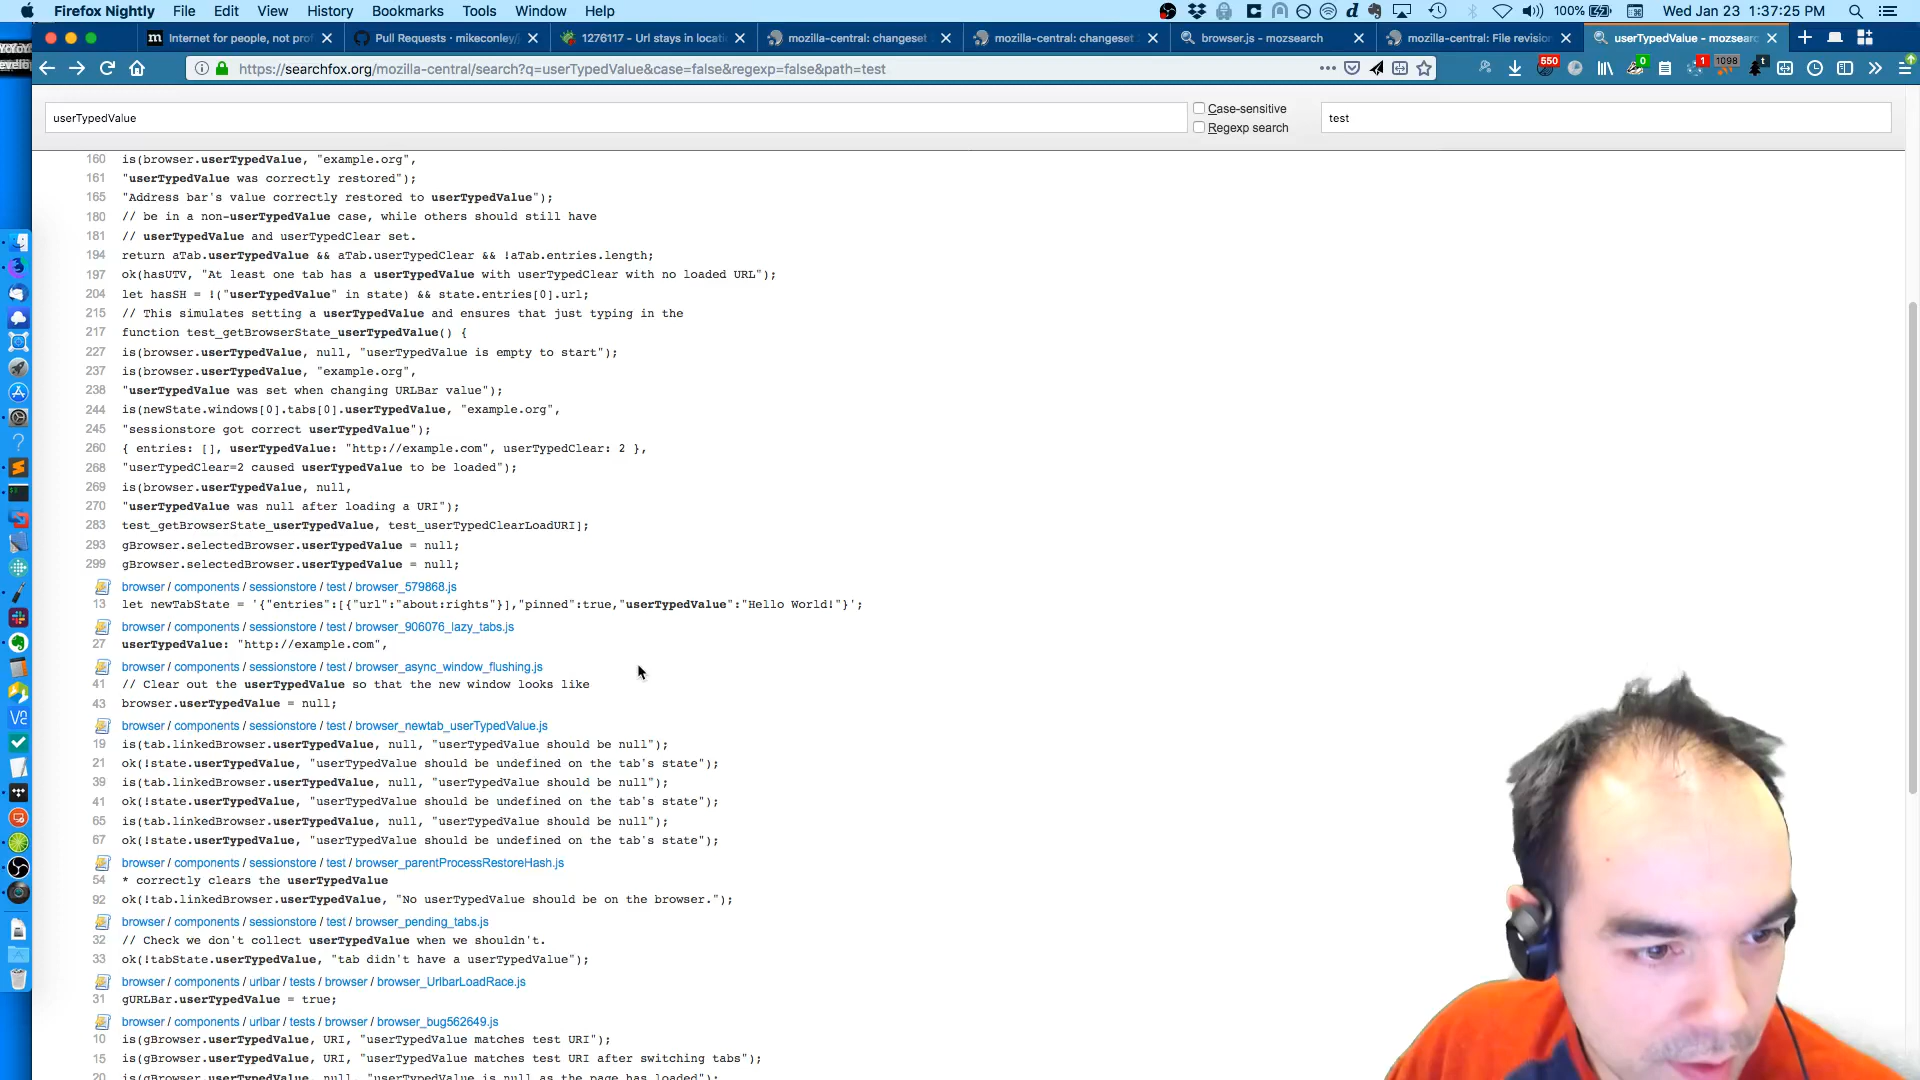 Firefox Nightly File Edit View History Bookmarks Tools Window Help
100% Wed Jan 23 1:37:25 PM
Internet for people, not pro
Pull Requests · mikeconley/
1276117 - Url stays in locati
mozilla-central: changeset
mozilla-central: changeset
browser.js - mozsearch
mozilla-central: File revision
userTypedValue - mozsearc
https://searchfox.org/mozilla-central/search?q=userTypedValue&case=false&regexp=false&path=test
550
0
1
1098
userTypedValue
Case-sensitive
Regexp search
test
160 is(browser.userTypedValue, "example.org",
161 "userTypedValue was correctly restored");
165 "Address bar's value correctly restored to userTypedValue");
180 // be in a non-userTypedValue case, while others should still have
181 // userTypedValue and userTypedClear set.
194 return aTab.userTypedValue && aTab.userTypedClear && !aTab.entries.length;
197 ok(hasUTV, "At least one tab has a userTypedValue with userTypedClear with no loaded URL");
204 let hasSH = !("userTypedValue" in state) && state.entries[0].url;
215 // This simulates setting a userTypedValue and ensures that just typing in the
217 function test_getBrowserState_userTypedValue() {
227 is(browser.userTypedValue, null, "userTypedValue is empty to start");
237 is(browser.userTypedValue, "example.org",
238 "userTypedValue was set when changing URLBar value");
244 is(newState.windows[0].tabs[0].userTypedValue, "example.org",
245 "sessionstore got correct userTypedValue");
260 { entries: [], userTypedValue: "http://example.com", userTypedClear: 2 },
268 "userTypedClear=2 caused userTypedValue to be loaded");
269 is(browser.userTypedValue, null,
270 "userTypedValue was null after loading a URI");
283 test_getBrowserState_userTypedValue, test_userTypedClearLoadURI];
293 gBrowser.selectedBrowser.userTypedValue = null;
299 gBrowser.selectedBrowser.userTypedValue = null;
browser / components / sessionstore / test / browser_579868.js
13 let newTabState = '{"entries":[{"url":"about:rights"}],"pinned":true,"userTypedValue":"Hello World!"}';
browser / components / sessionstore / test / browser_906076_lazy_tabs.js
27 userTypedValue: "http://example.com",
browser / components / sessionstore / test / browser_async_window_flushing.js
41 // Clear out the userTypedValue so that the new window looks like
43 browser.userTypedValue = null;
browser / components / sessionstore / test / browser_newtab_userTypedValue.js
19 is(tab.linkedBrowser.userTypedValue, null, "userTypedValue should be null");
21 ok(!state.userTypedValue, "userTypedValue should be undefined on the tab's state");
39 is(tab.linkedBrowser.userTypedValue, null, "userTypedValue should be null");
41 ok(!state.userTypedValue, "userTypedValue should be undefined on the tab's state");
65 is(tab.linkedBrowser.userTypedValue, null, "userTypedValue should be null");
67 ok(!state.userTypedValue, "userTypedValue should be undefined on the tab's state");
browser / components / sessionstore / test / browser_parentProcessRestoreHash.js
54 * correctly clears the userTypedValue
92 ok(!tab.linkedBrowser.userTypedValue, "No userTypedValue should be on the browser.");
browser / components / sessionstore / test / browser_pending_tabs.js
32 // Check we don't collect userTypedValue when we shouldn't.
33 ok(!tabState.userTypedValue, "tab didn't have a userTypedValue");
browser / components / urlbar / tests / browser / browser_UrlbarLoadRace.js
31 gURLBar.userTypedValue = true;
browser / components / urlbar / tests / browser / browser_bug562649.js
10 is(gBrowser.userTypedValue, URI, "userTypedValue matches test URI");
15 is(gBrowser.userTypedValue, URI, "userTypedValue matches test URI after switching tabs");
20 is(gBrowser.userTypedValue, null, "userTypedValue is null as the page has loaded");